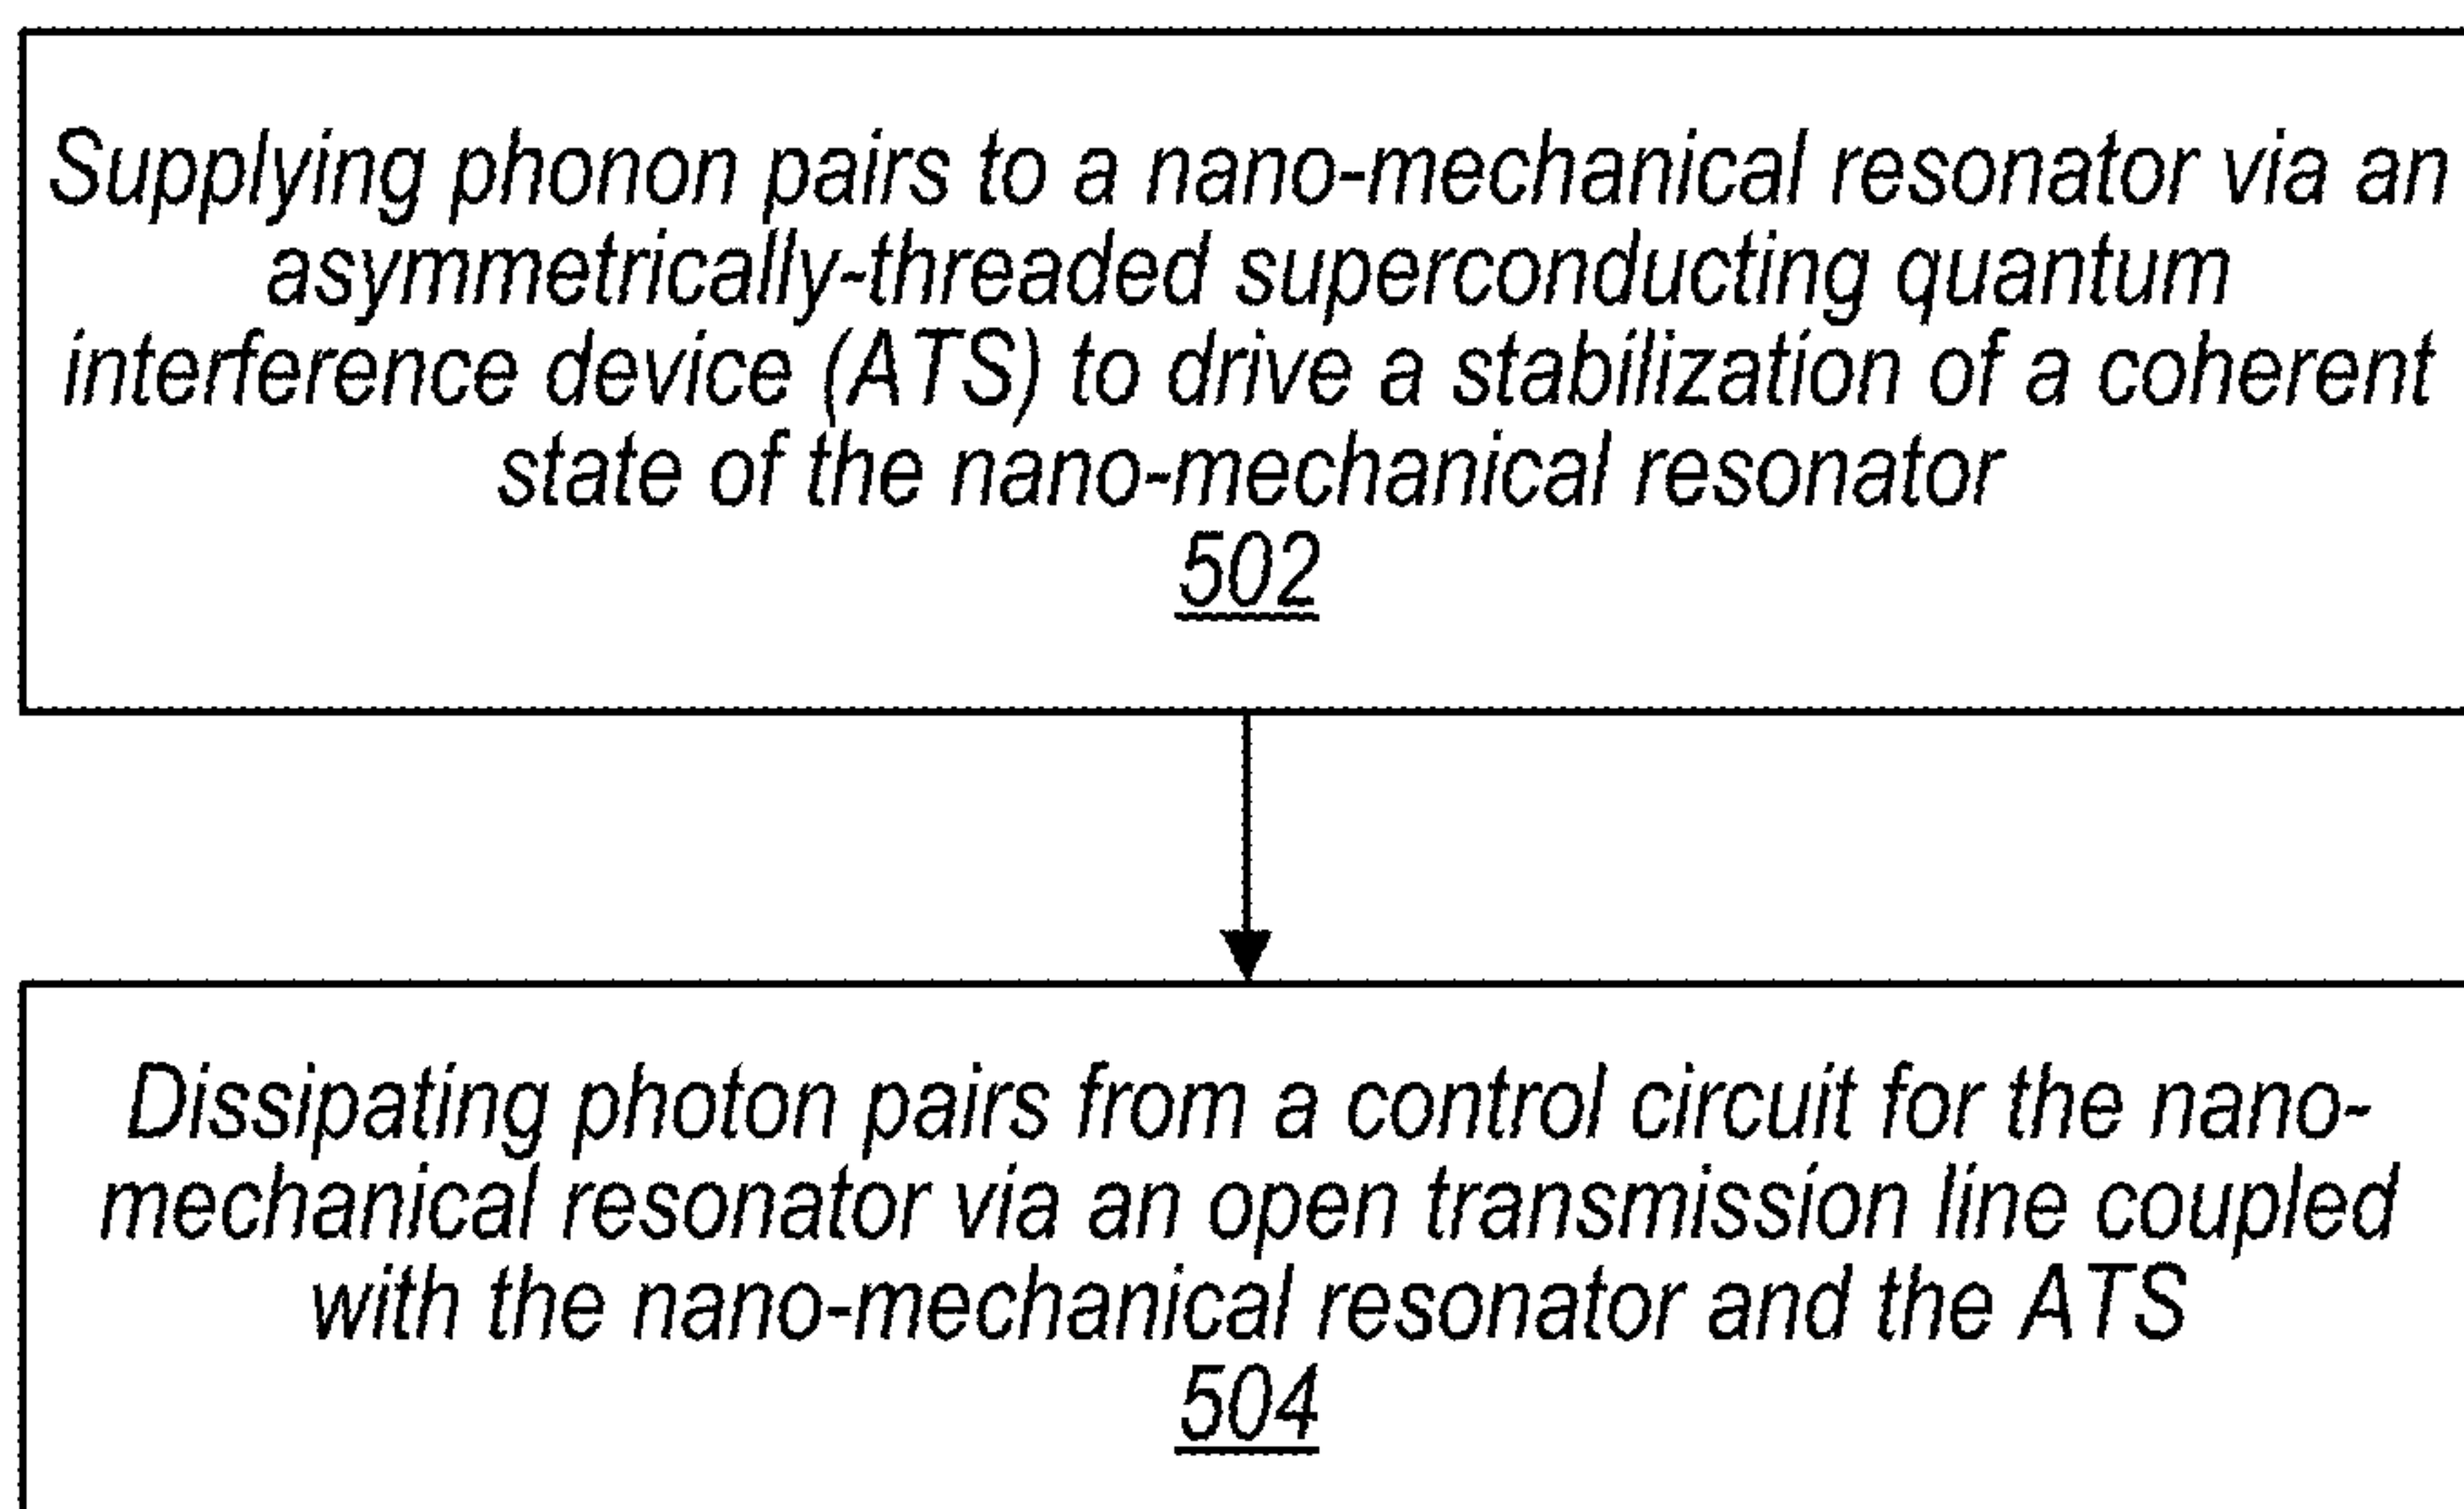 Supplying phonon pairs to a nano-mechanical resonator via an
asymmetrically-threaded superconducting quantum
interference device (ATS) to drive a stabilization of a coherent
state of the nano-mechanical resonator
502
Dissipating photon pairs from a control circuit for the nano-
mechanical resonator via an open transmission line coupled
with the nano-mechanical resonator and the ATS
504